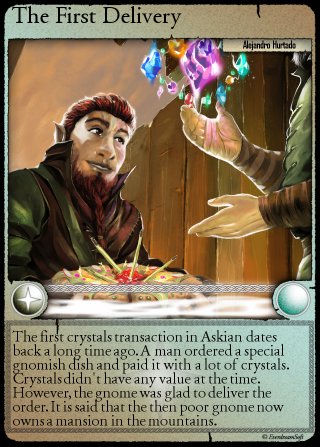 The First Delivery
Alejandro Hurtado
The first crystals transaction in Askian dates
back a long time ago. A man ordered a special
gnomish dish and paid it with a lot of crystals.
Crystals didn't have any value at the time.
However, the gnome was glad to deliver the
order. It is said that the then poor gnome now
owns a mansion in the mountains.
© EverdreamSoft